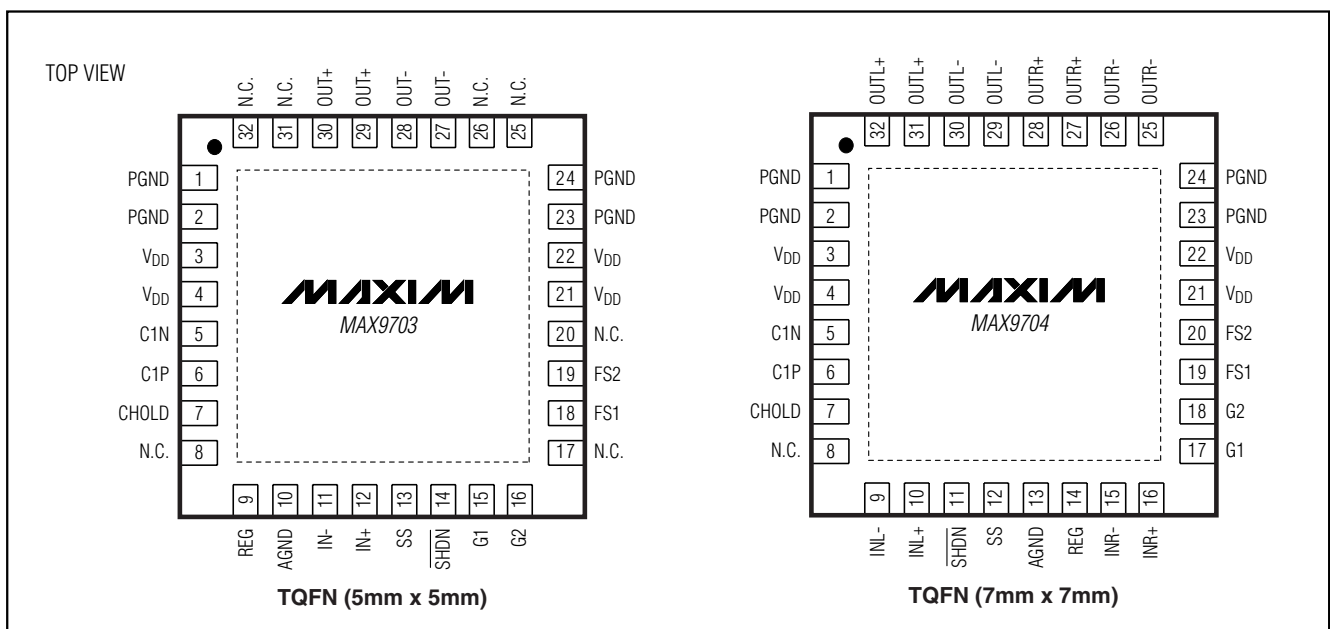 TOP VIEW
N.C. N.C. OUT+ OUT+ OUT- OUT- N.C. N.C.
32 31 30 29 28 27 26 25
PGND 1 24 PGND
PGND 2 23 PGND
VDD 3 22 VDD
VDD 4 21 VDD
C1N 5 20 N.C.
C1P 6 19 FS2
CHOLD 7 18 FS1
N.C. 8 17 N.C.
MAXIM
MAX9703
9 10 11 12 13 14 15 16
REG AGND IN- IN+ SS SHDN G1 G2
TQFN (5mm x 5mm)
OUTL+ OUTL+ OUTL- OUTL- OUTR+ OUTR+ OUTR- OUTR-
32 31 30 29 28 27 26 25
PGND 1 24 PGND
PGND 2 23 PGND
VDD 3 22 VDD
VDD 4 21 VDD
C1N 5 20 FS2
C1P 6 19 FS1
CHOLD 7 18 G2
N.C. 8 17 G1
MAXIM
MAX9704
9 10 11 12 13 14 15 16
INL- INL+ SHDN SS AGND REG INR- INR+
TQFN (7mm x 7mm)